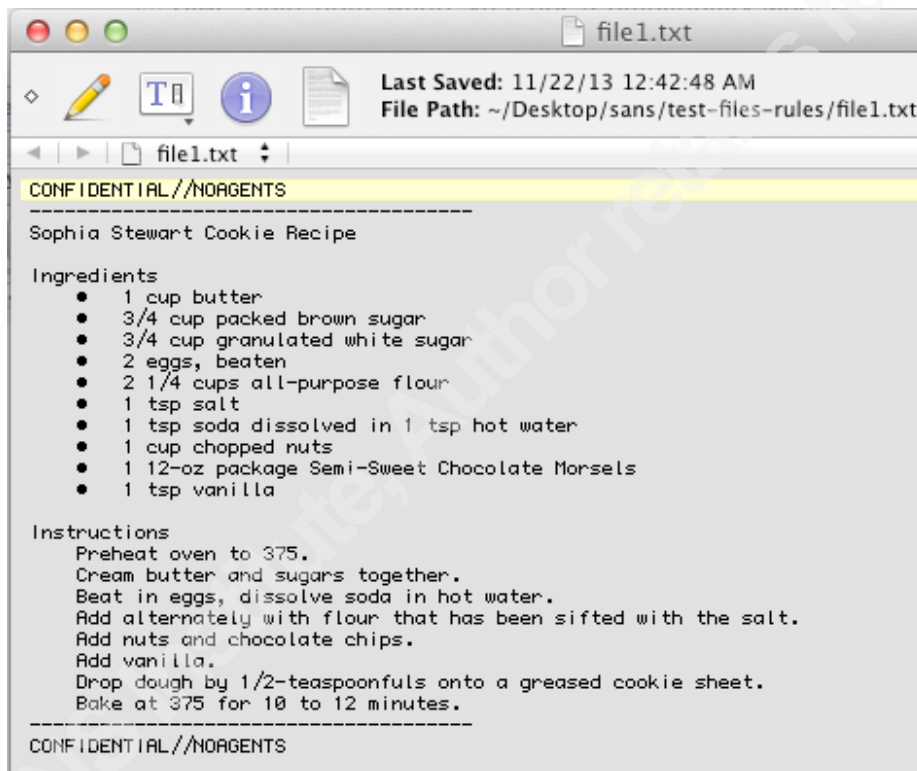 file1.txt
Last Saved: 11/22/13 12:42:48 AM
File Path: ~/Desktop/sans/test-files-rules/file1.txt
file1.txt
CONFIDENTIAL//NOAGENTS
--------------------------------------
Sophia Stewart Cookie Recipe
Ingredients
• 1 cup butter
• 3/4 cup packed brown sugar
• 3/4 cup granulated white sugar
• 2 eggs, beaten
• 2 1/4 cups all-purpose flour
• 1 tsp salt
• 1 tsp soda dissolved in 1 tsp hot water
• 1 cup chopped nuts
• 1 12-oz package Semi-Sweet Chocolate Morsels
• 1 tsp vanilla
Instructions
Preheat oven to 375.
Cream butter and sugars together.
Beat in eggs, dissolve soda in hot water.
Add alternately with flour that has been sifted with the salt.
Add nuts and chocolate chips.
Add vanilla.
Drop dough by 1/2-teaspoonfuls onto a greased cookie sheet.
Bake at 375 for 10 to 12 minutes.
--------------------------------------
CONFIDENTIAL//NOAGENTS